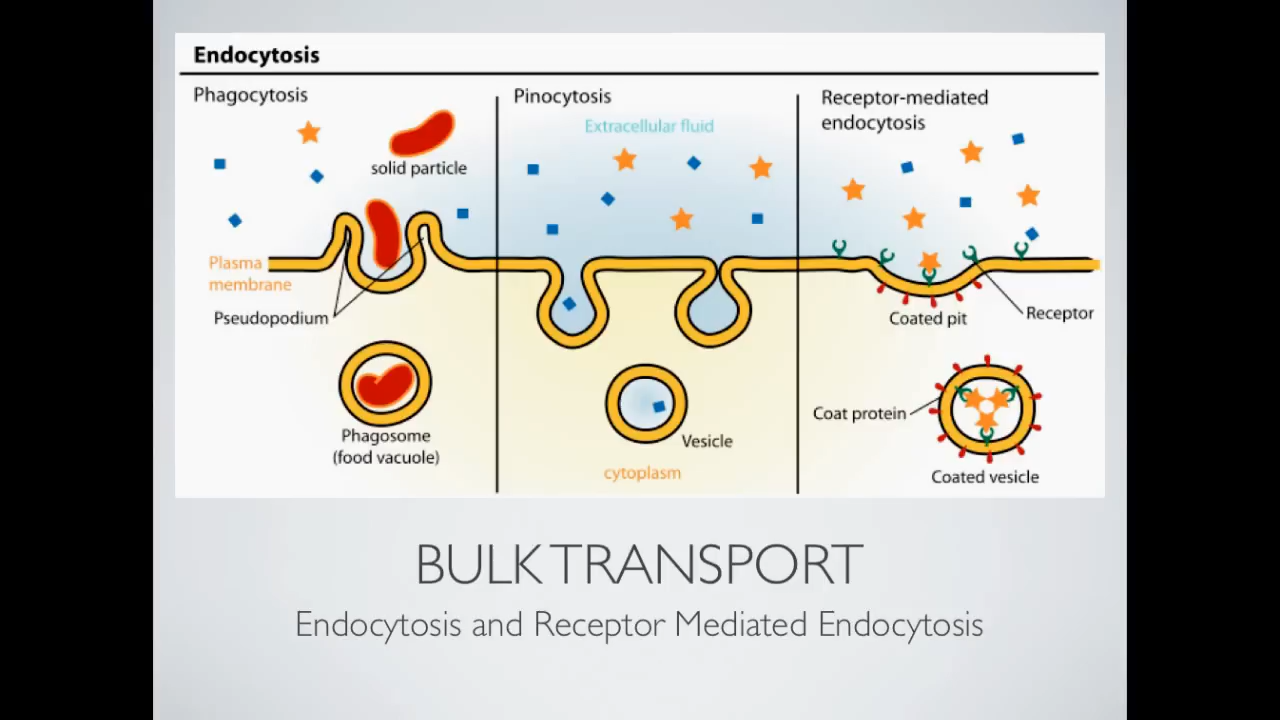 Endocytosis
Phagocytosis
solid particle
Plasma
membrane
Pseudopodium
Phagosome
(food vacuole)
Pinocytosis
Extracellular fluid
Vesicle
cytoplasm
Receptor-mediated
endocytosis
Coated pit
Receptor
Coat protein
Coated vesicle
BULK TRANSPORT
Endocytosis and Receptor Mediated Endocytosis